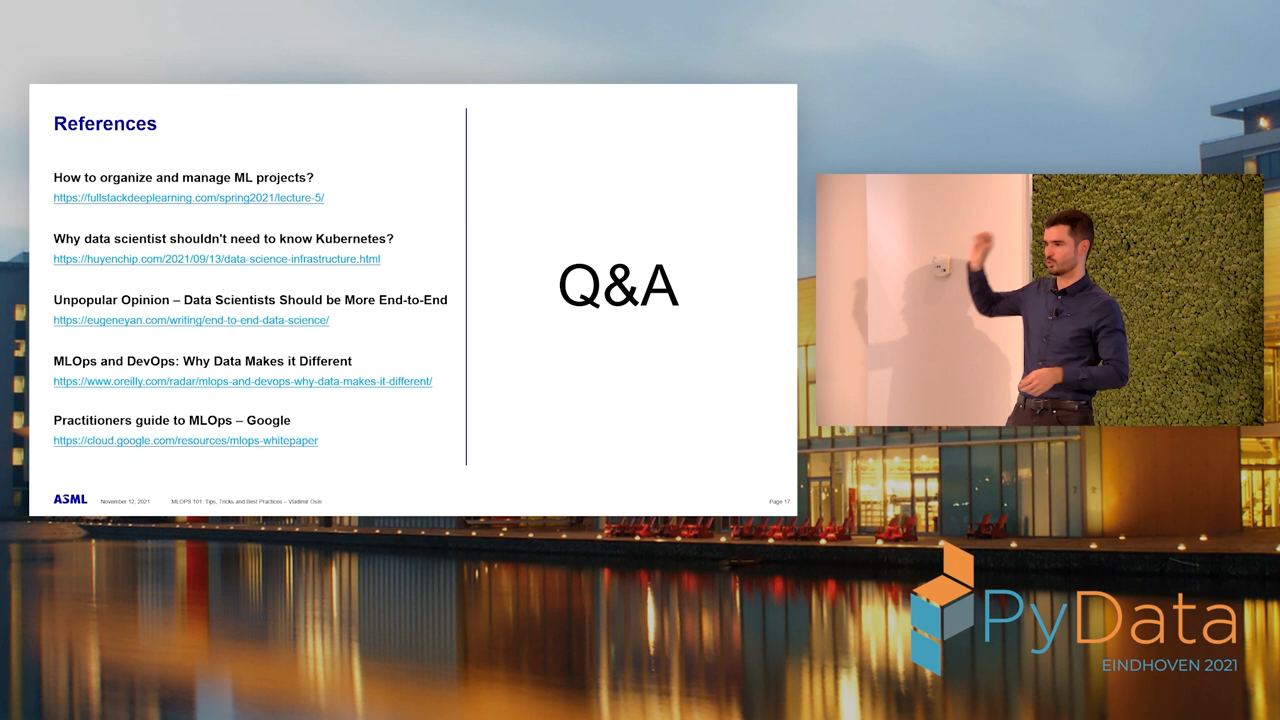 References
How to organize and manage ML projects?
https://fullstackdeeplearning.com/spring2021/lecture-5/
Why data scientist shouldn't need to know Kubernetes?
https://huyenchip.com/2021/09/13/data-science-infrastructure.html
Unpopular Opinion – Data Scientists Should be More End-to-End
https://eugeneyan.com/writing/end-to-end-data-science/
MLOps and DevOps: Why Data Makes it Different
https://www.oreilly.com/radar/mlops-and-devops-why-data-makes-it-different/
Practitioners guide to MLOps – Google
https://cloud.google.com/resources/mlops-whitepaper
Q&A
ASML
November 12, 2021
MLOPS 101: Tips, Tricks and Best Practices – Vladimir Osin
Page 17
PyData
EINDHOVEN 2021